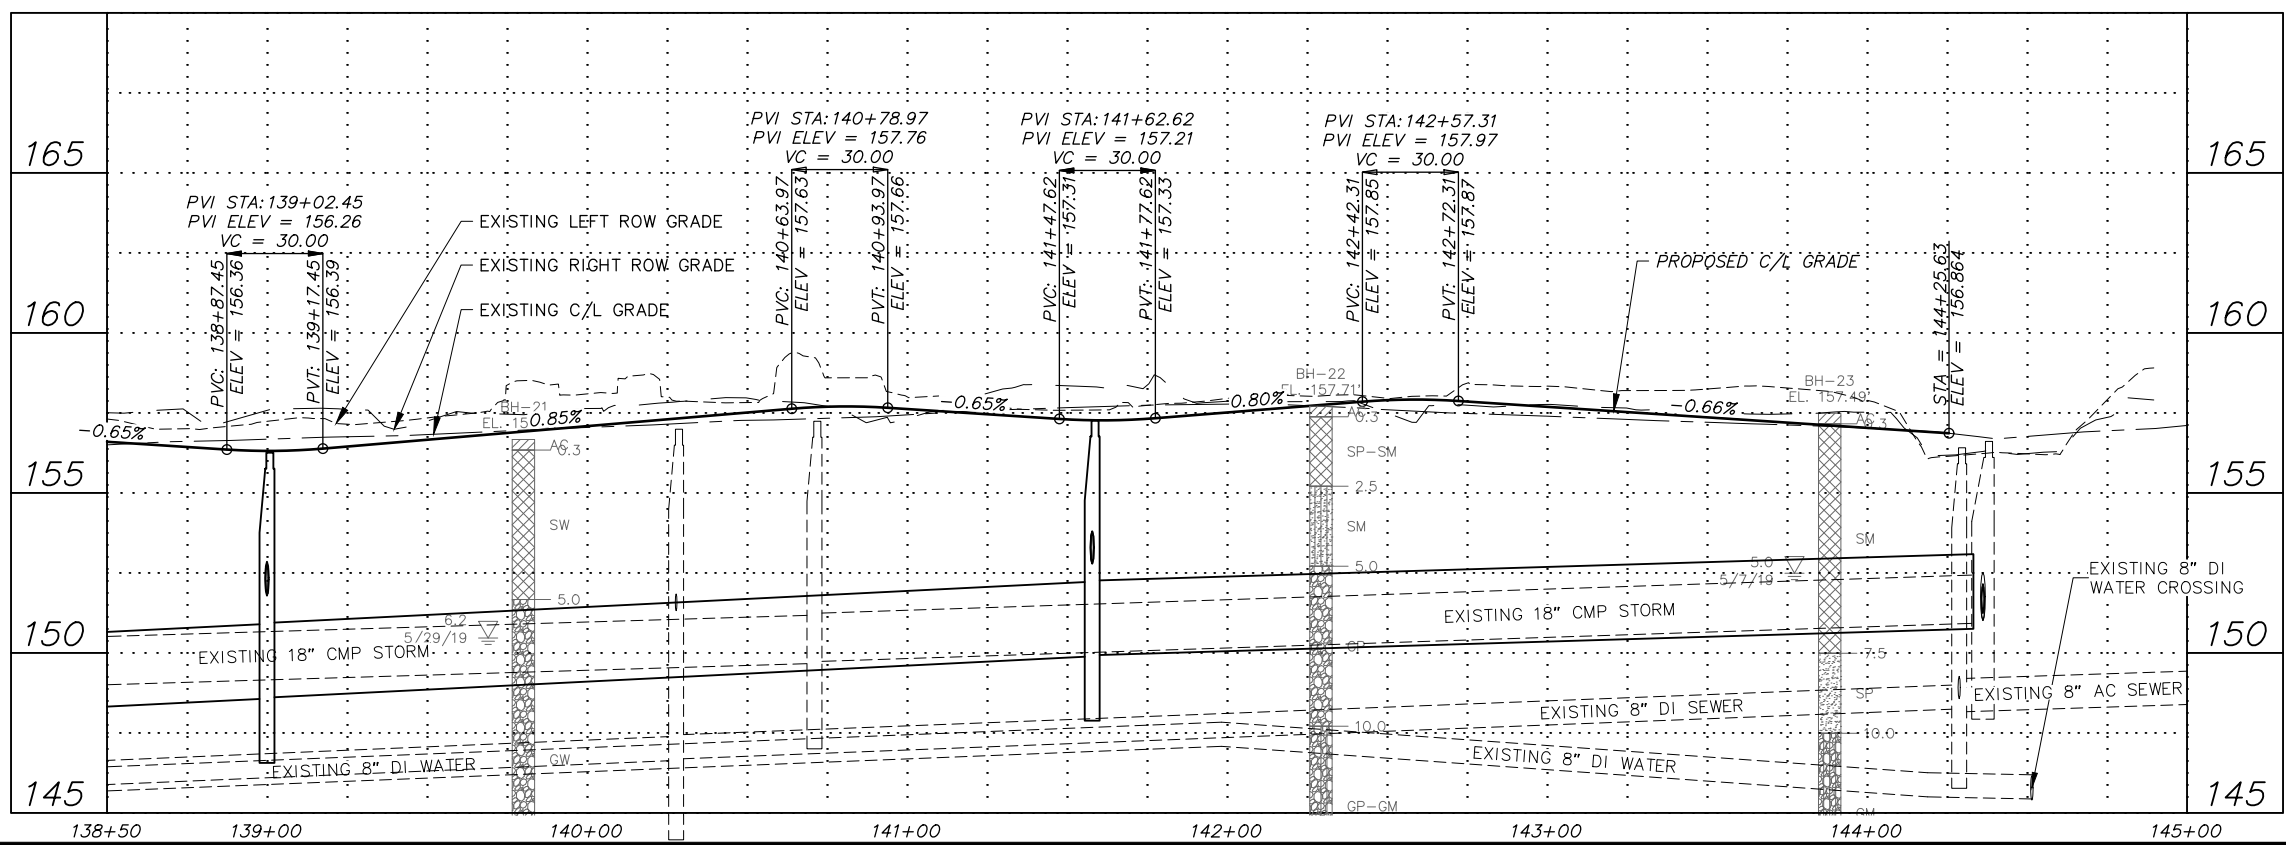 PVI STA:140+78.97
PVI ELEV = 157.76
VC = 30.00
PVI STA:141+62.62
PVI ELEV = 157.21
VC = 30.00
PVI STA:142+57.31
PVI ELEV = 157.97
VC = 30.00
165
165
PVI STA:139+02.45
PVI ELEV = 156.26
VC = 30.00
PVC: 138+87.45
ELEV = 156.36
PVT: 139+17.45
ELEV = 156.39
EXISTING LEFT ROW GRADE
EXISTING RIGHT ROW GRADE
EXISTING C/L GRADE
PVC: 140+63.97
ELEV = 157.63
PVT: 140+93.97
ELEV = 157.66
PVC: 141+47.62
ELEV = 157.31
PVT: 141+77.62
ELEV = 157.33
PVC: 142+42.31
ELEV = 157.85
PVT: 142+72.31
ELEV = 157.87
PROPOSED C/L GRADE
STA = 144+25.63
ELEV = 156.864
160
160
-0.65%
BH-21
EL.
0.85%
-0.65%
0.80%
BH-22
EL. 157.71'
-0.66%
BH-23
EL. 157.49'
AC
0.3
0.3
0.3
SP-SM
155
155
2.5
SW
SM
SM
5.0
5.0
5.0
5/7/19
EXISTING 8" DI
WATER CROSSING
6.2
5/29/19
EXISTING 18" CMP STORM
EXISTING 18" CMP STORM
150
150
GP
7.5
SP
EXISTING 8" AC SEWER
EXISTING 8" DI SEWER
10.0
10.0
EXISTING 8" DI WATER
GW
EXISTING 8" DI WATER
145
145
GP-GM
GM
138+50
139+00
140+00
141+00
142+00
143+00
144+00
145+00